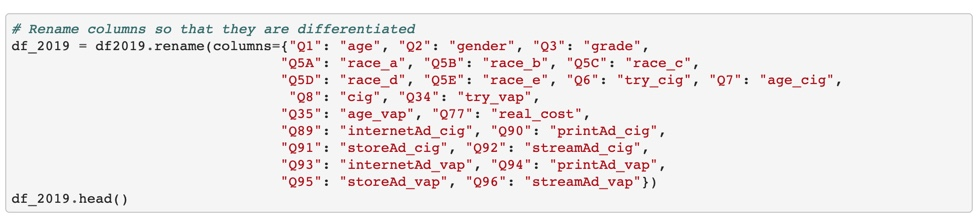 # Rename columns so that they are differentiated
df_2019 = df2019.rename(columns={"Q1": "age", "Q2": "gender", "Q3": "grade",
"Q5A": "race_a", "Q5B": "race_b", "Q5C": "race_c",
"Q5D": "race_d", "Q5E": "race_e", "Q6": "try_cig", "Q7": "age_cig",
"Q8": "cig", "Q34": "try_vap",
"Q35": "age_vap", "Q77": "real_cost",
"Q89": "internetAd_cig", "Q90": "printAd_cig",
"Q91": "storeAd_cig", "Q92": "streamAd_cig",
"Q93": "internetAd_vap", "Q94": "printAd_vap",
"Q95": "storeAd_vap", "Q96": "streamAd_vap"})
df_2019.head()